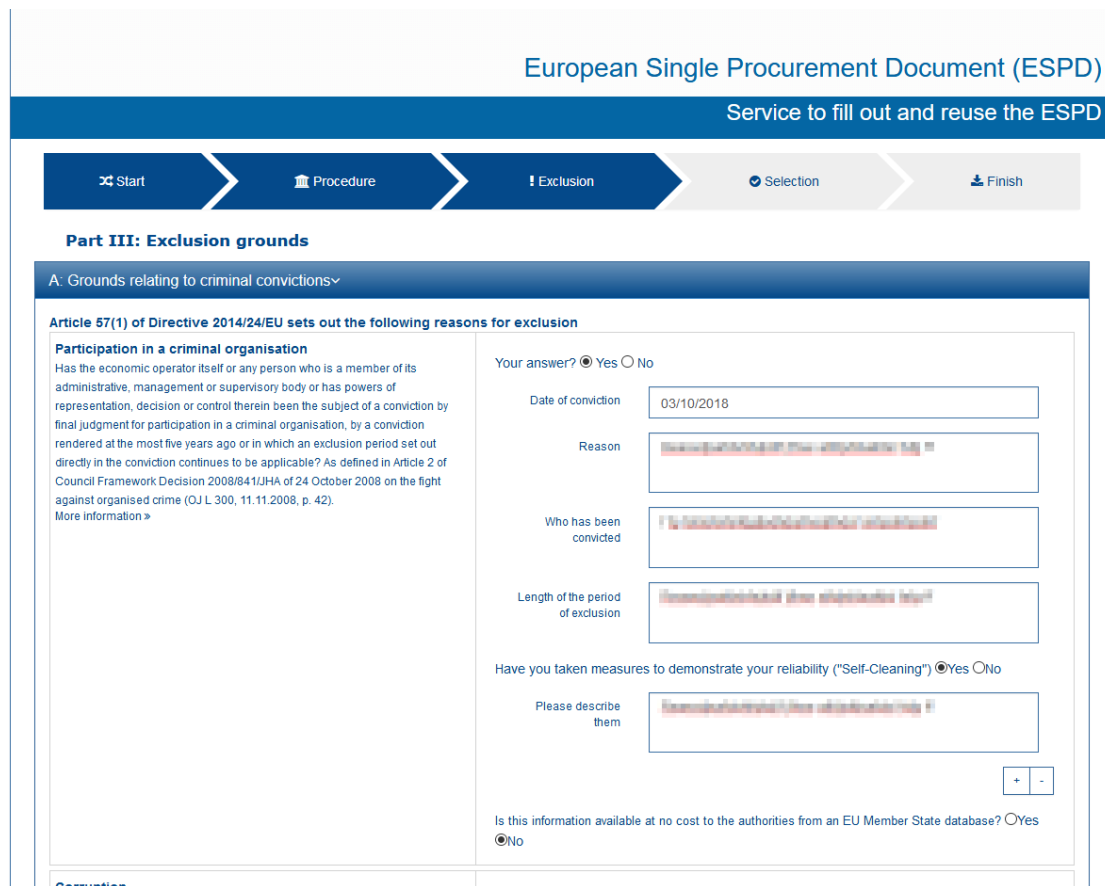 European Single Procurement Document (ESPD)
Service to fill out and reuse the ESPD
Start
Procedure
! Exclusion
Selection
Finish
Part III: Exclusion grounds
A: Grounds relating to criminal convictions
Article 57(1) of Directive 2014/24/EU sets out the following reasons for exclusion
Participation in a criminal organisation
Has the economic operator itself or any person who is a member of its
administrative, management or supervisory body or has powers of
representation, decision or control therein been the subject of a conviction by
final judgment for participation in a criminal organisation, by a conviction
rendered at the most five years ago or in which an exclusion period set out
directly in the conviction continues to be applicable? As defined in Article 2 of
Council Framework Decision 2008/841/JHA of 24 October 2008 on the fight
against organised crime (OJ L 300, 11.11.2008, p. 42).
More information »
Your answer? Yes No
Date of conviction
03/10/2018
Reason
Who has been
convicted
Length of the period
of exclusion
Have you taken measures to demonstrate your reliability ("Self-Cleaning") Yes No
Please describe
them
+ -
Is this information available at no cost to the authorities from an EU Member State database? Yes
No
Corruption